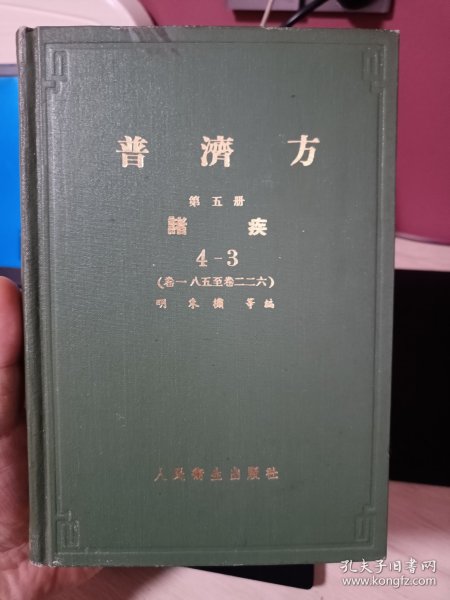 普濟方
第五册
諸疾
4-3
(卷一八五至卷二二六)
明 朱橚 等編
人民衛生出版社
孔夫子旧书网
www.kongfz.com